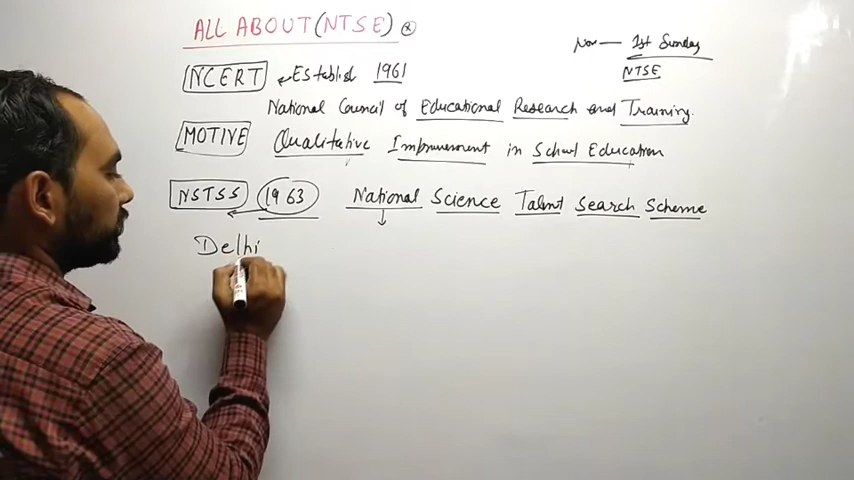 ALL ABOUT (NTSE)
Nov — 1st Sunday
NTSE
NCERT Establish 1961
National Council of Educational Research and Training.
MOTIVE Qualitative Improvement in School Education
NSTSS 1963 National Science Talent Search Scheme
Delhi